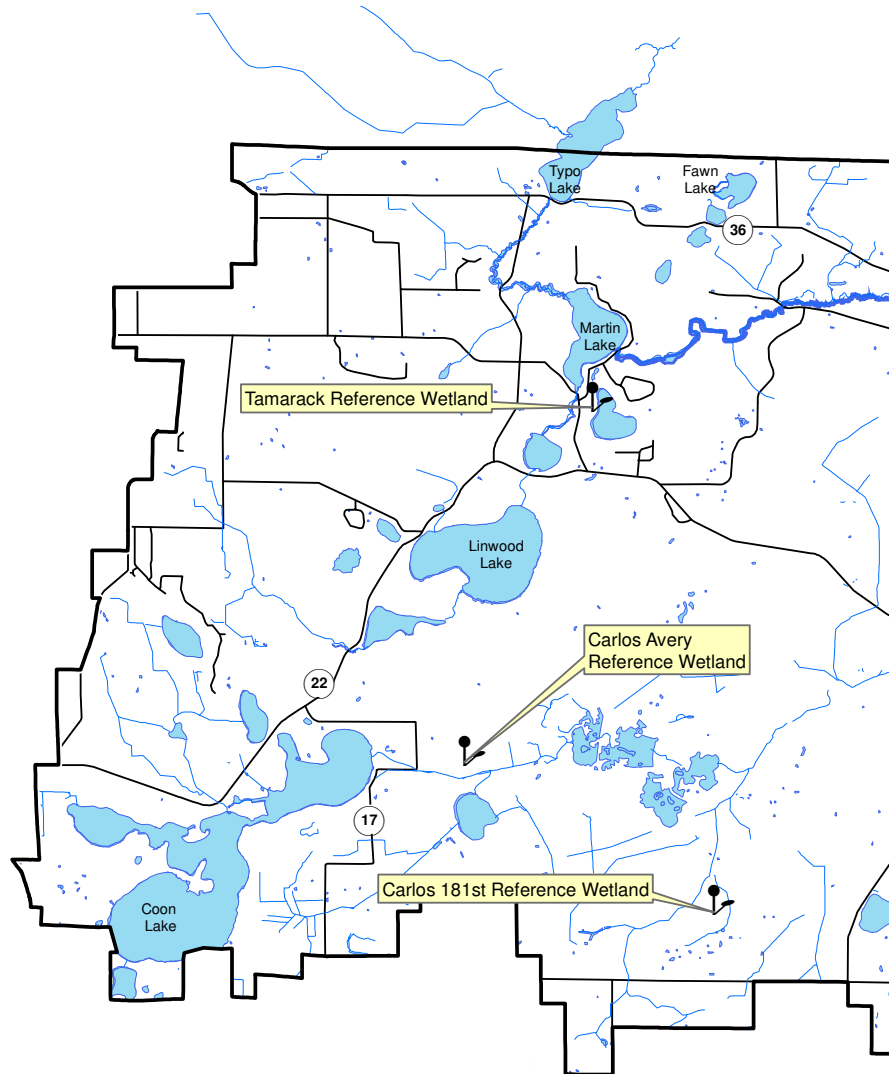 Typo
Lake
Fawn
Lake
36
Martin
Lake
Tamarack Reference Wetland
Linwood
Lake
Carlos Avery
Reference Wetland
22
17
Carlos 181st Reference Wetland
Coon
Lake